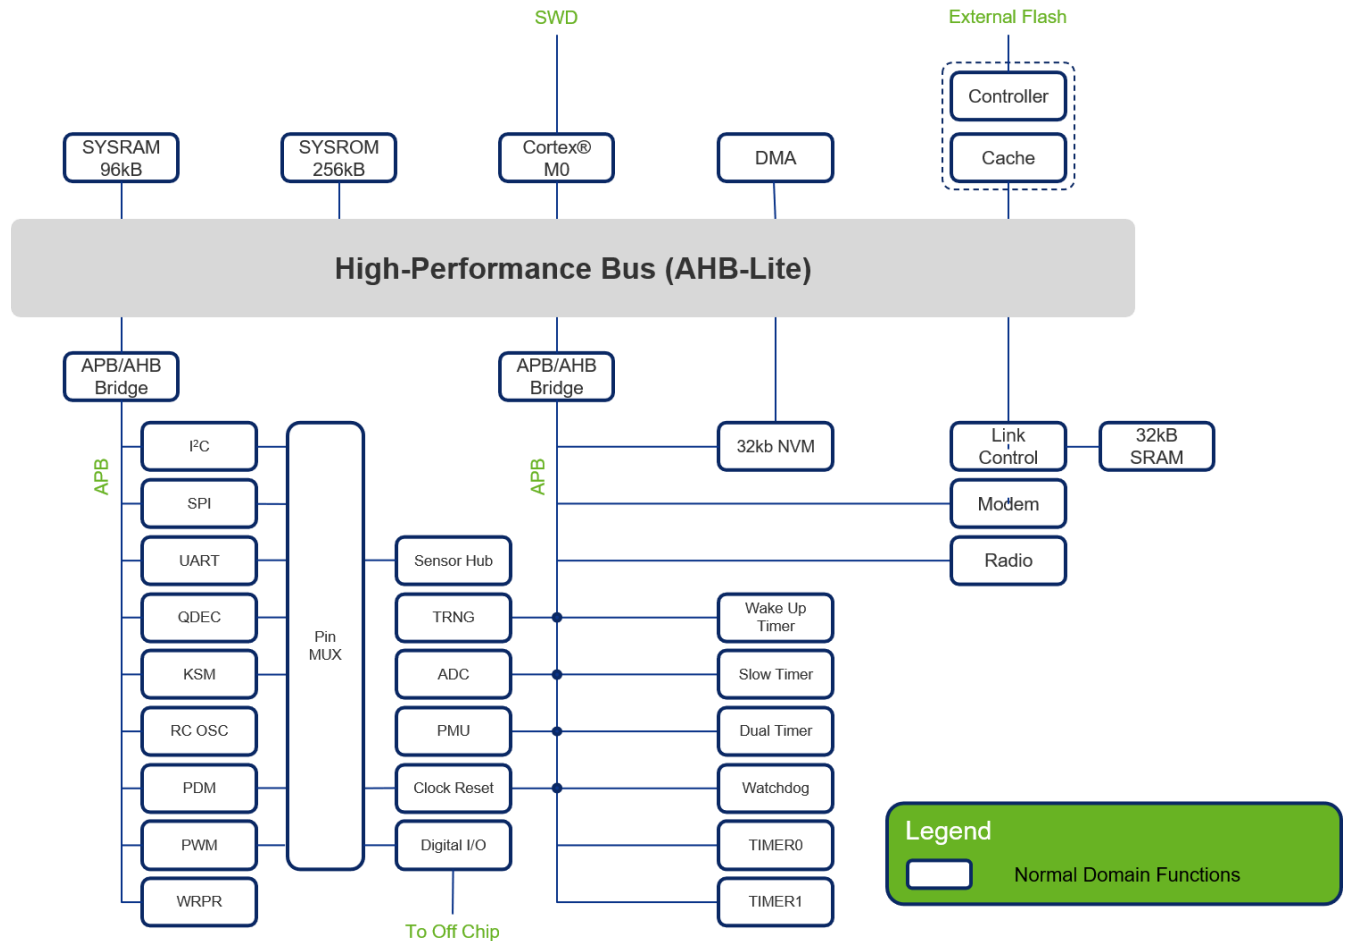 SWD
External Flash
Controller
SYSRAM
96kB
SYSROM
256kB
Cortex®
M0
DMA
Cache
High-Performance Bus (AHB-Lite)
APB/AHB
Bridge
APB/AHB
Bridge
APB
I²C
SPI
UART
QDEC
KSM
RC OSC
PDM
PWM
WRPR
Pin
MUX
Sensor Hub
TRNG
ADC
PMU
Clock Reset
Digital I/O
To Off Chip
APB
32kb NVM
Link
Control
32kB
SRAM
Modem
Radio
Wake Up
Timer
Slow Timer
Dual Timer
Watchdog
TIMER0
TIMER1
Legend
Normal Domain Functions